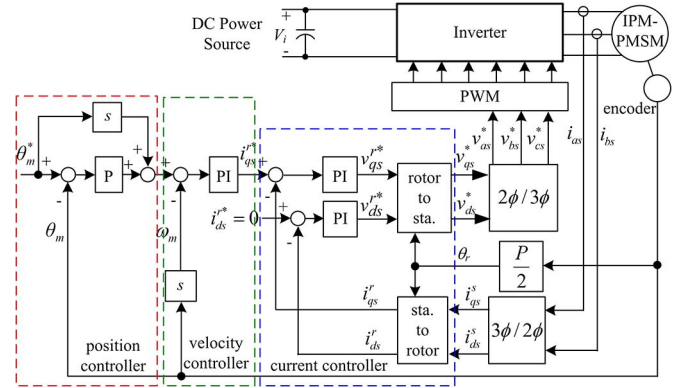 DC Power
Source
+
V_i
-
Inverter
IPM-
PMSM
PWM
encoder
v*_as
v*_bs
v*_cs
i_as
i_bs
s
θ*_m
+
-
P
+
+
+
-
PI
i^r*_qs
+
-
PI
v^r*_qs
rotor
to
sta.
v*_qs
2ϕ/3ϕ
i^r*_ds = 0
+
-
PI
v^r*_ds
v*_ds
θ_m
ω_m
θ_r
P/2
s
i^r_qs
sta.
to
rotor
i^s_qs
3ϕ/2ϕ
i^r_ds
i^s_ds
position
controller
velocity
controller
current controller